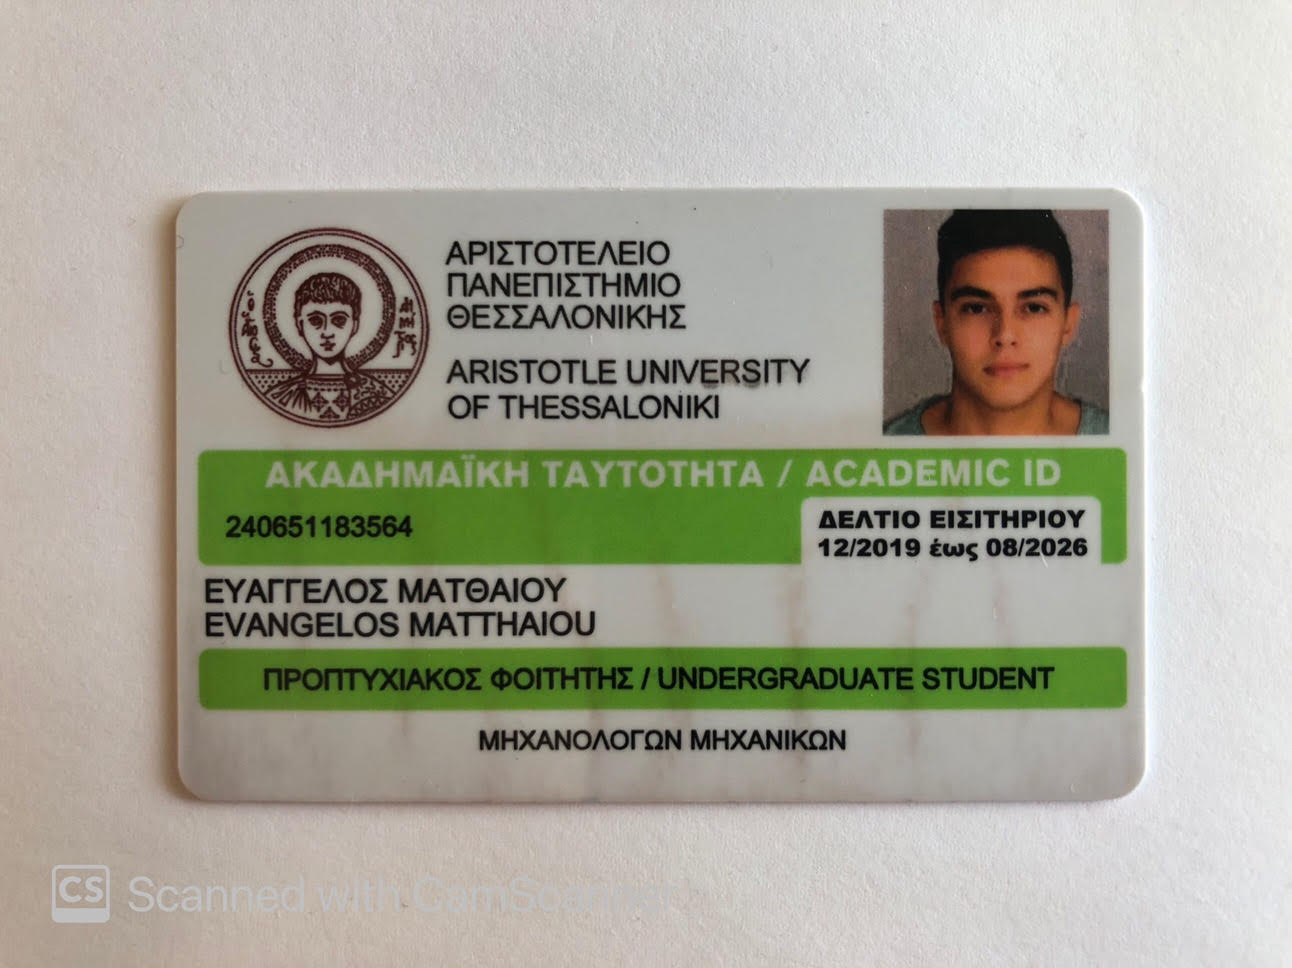 ΑΡΙΣΤΟΤΕΛΕΙΟ
ΠΑΝΕΠΙΣΤΗΜΙΟ
ΘΕΣΣΑΛΟΝΙΚΗΣ
ARISTOTLE UNIVERSITY
OF THESSALONIKI
ΑΚΑΔΗΜΑΪΚΗ ΤΑΥΤΟΤΗΤΑ / ACADEMIC ID
240651183564
ΔΕΛΤΙΟ ΕΙΣΙΤΗΡΙΟΥ
12/2019 έως 08/2026
ΕΥΑΓΓΕΛΟΣ ΜΑΤΘΑΙΟΥ
EVANGELOS MATTHAIOU
ΠΡΟΠΤΥΧΙΑΚΟΣ ΦΟΙΤΗΤΗΣ / UNDERGRADUATE STUDENT
ΜΗΧΑΝΟΛΟΓΩΝ ΜΗΧΑΝΙΚΩΝ
CS Scanned with CamScanner